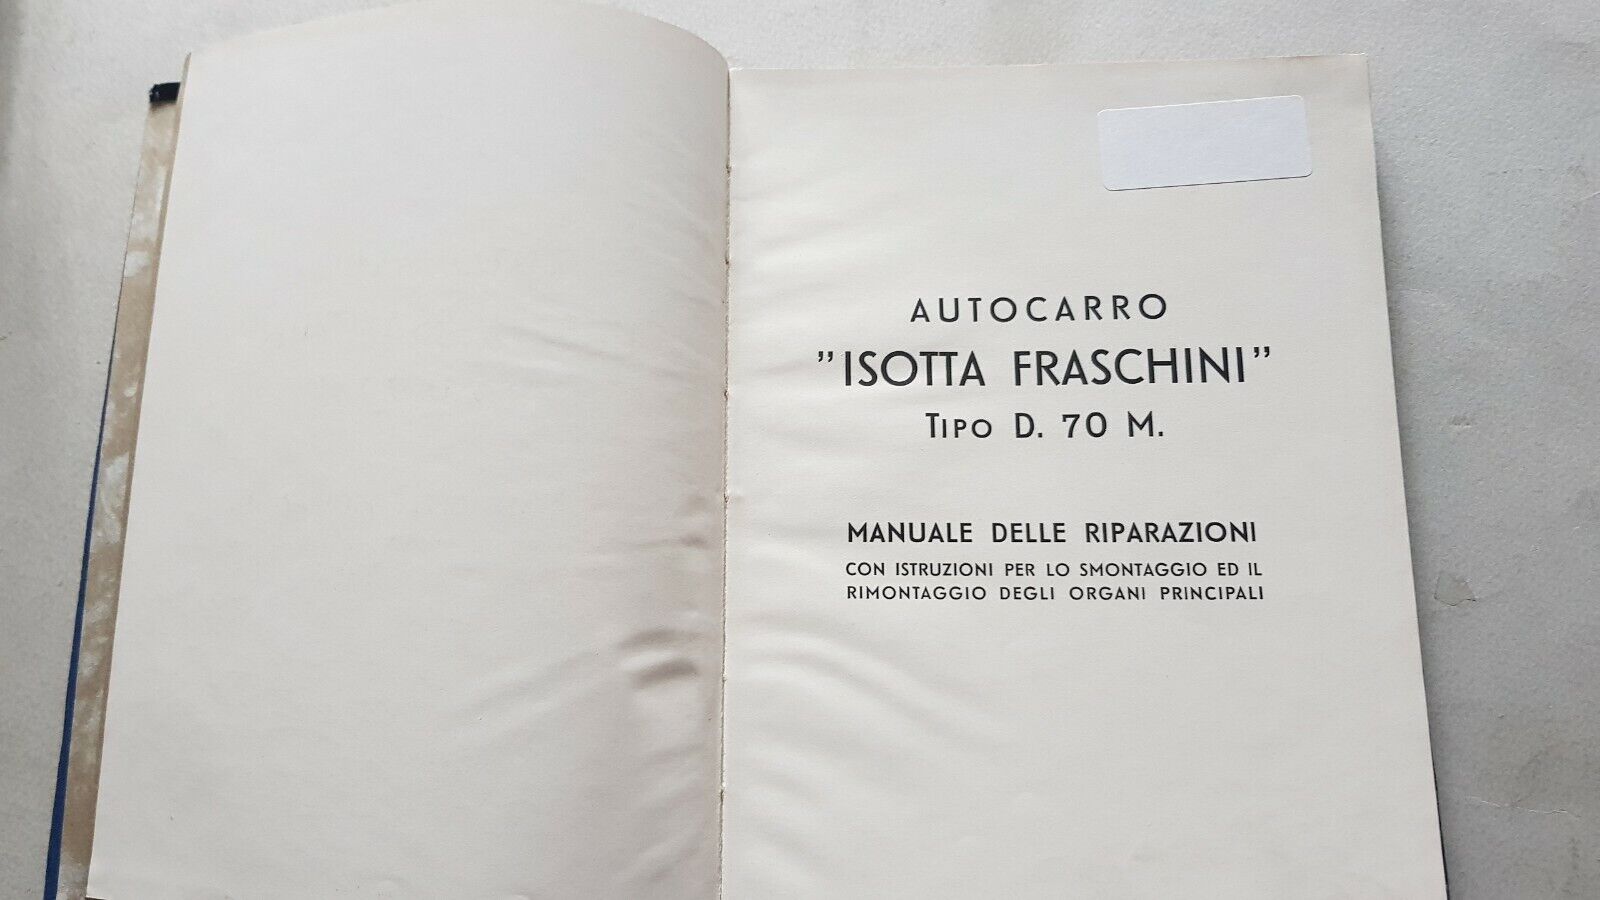 AUTOCARRO
"ISOTTA FRASCHINI"
TIPO D. 70 M.
MANUALE DELLE RIPARAZIONI
CON ISTRUZIONI PER LO SMONTAGGIO ED IL
RIMONTAGGIO DEGLI ORGANI PRINCIPALI